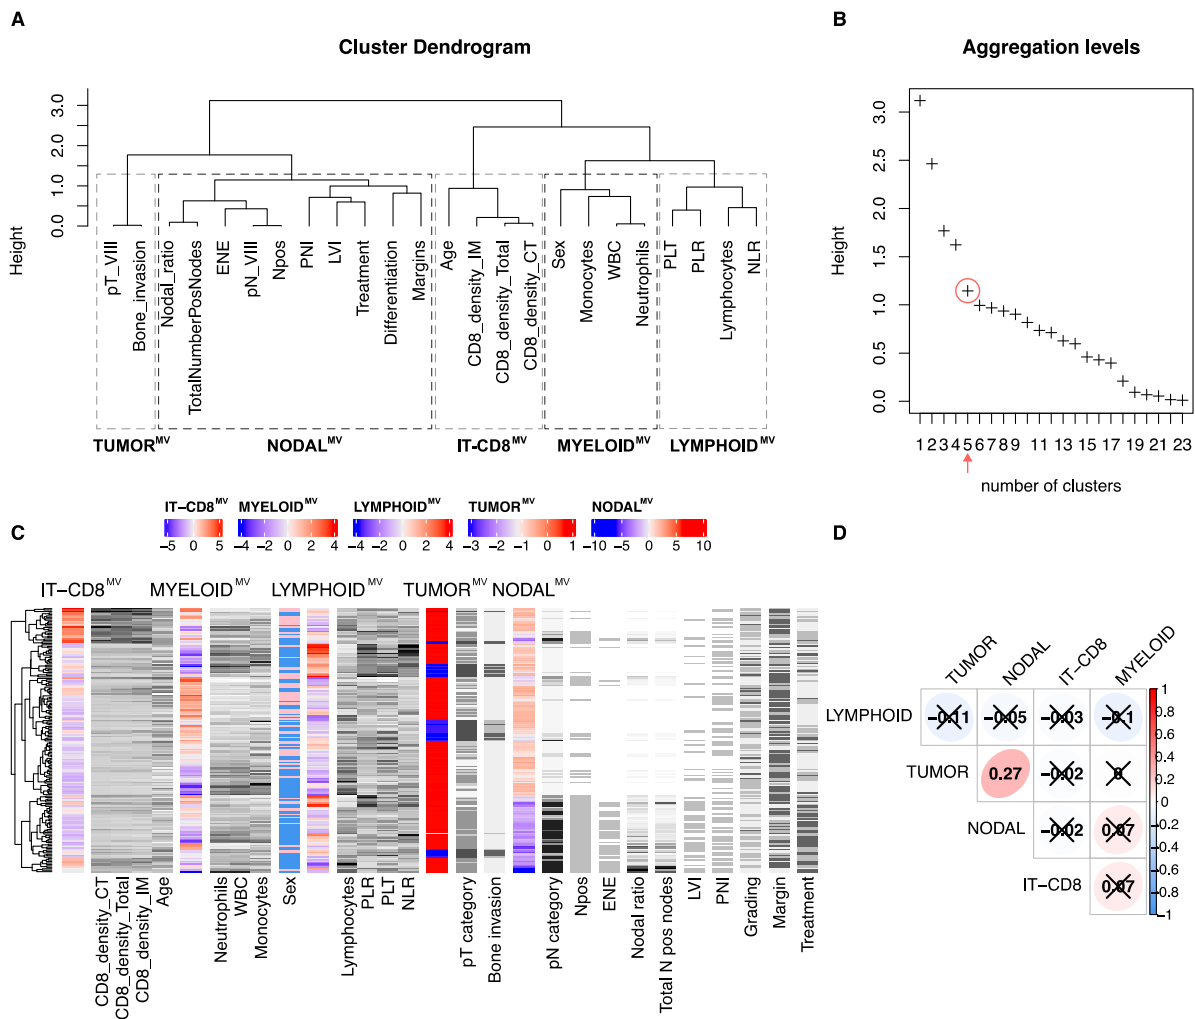 A
Cluster Dendrogram
Height
0.0 1.0 2.0 3.0
pT_VIII
Bone_invasion
Nodal_ratio
TotalNumberPosNodes
ENE
pN_VIII
Npos
PNI
LVI
Treatment
Differentiation
Margins
Age
CD8_density_IM
CD8_density_Total
CD8_density_CT
Sex
Monocytes
WBC
Neutrophils
PLT
PLR
Lymphocytes
NLR
TUMOR^MV NODAL^MV IT-CD8^MV MYELOID^MV LYMPHOID^MV
B
Aggregation levels
Height
0.0 0.5 1.0 1.5 2.0 2.5 3.0
1 2 3 4 5 6 7 8 9 11 13 15 17 19 21 23
number of clusters
C
IT−CD8^MV MYELOID^MV LYMPHOID^MV TUMOR^MV NODAL^MV
−5 0 5 −4 −2 0 2 4 −4 −2 0 2 4 −3 −2 −1 0 1 −10 −5 0 5 10
IT−CD8^MV MYELOID^MV LYMPHOID^MV TUMOR^MV NODAL^MV
CD8_density_CT
CD8_density_Total
CD8_density_IM
Age
Neutrophils
WBC
Monocytes
Sex
Lymphocytes
PLR
PLT
NLR
pT category
Bone invasion
pN category
Npos
ENE
Nodal ratio
Total N pos nodes
LVI
PNI
Grading
Margin
Treatment
D
TUMOR NODAL IT−CD8 MYELOID
LYMPHOID −0.11 −0.05 −0.03 −0.1
TUMOR 0.27 −0.02 0
NODAL −0.02 0.07
IT−CD8 0.07
1
0.8
0.6
0.4
0.2
0
−0.2
−0.4
−0.6
−0.8
−1